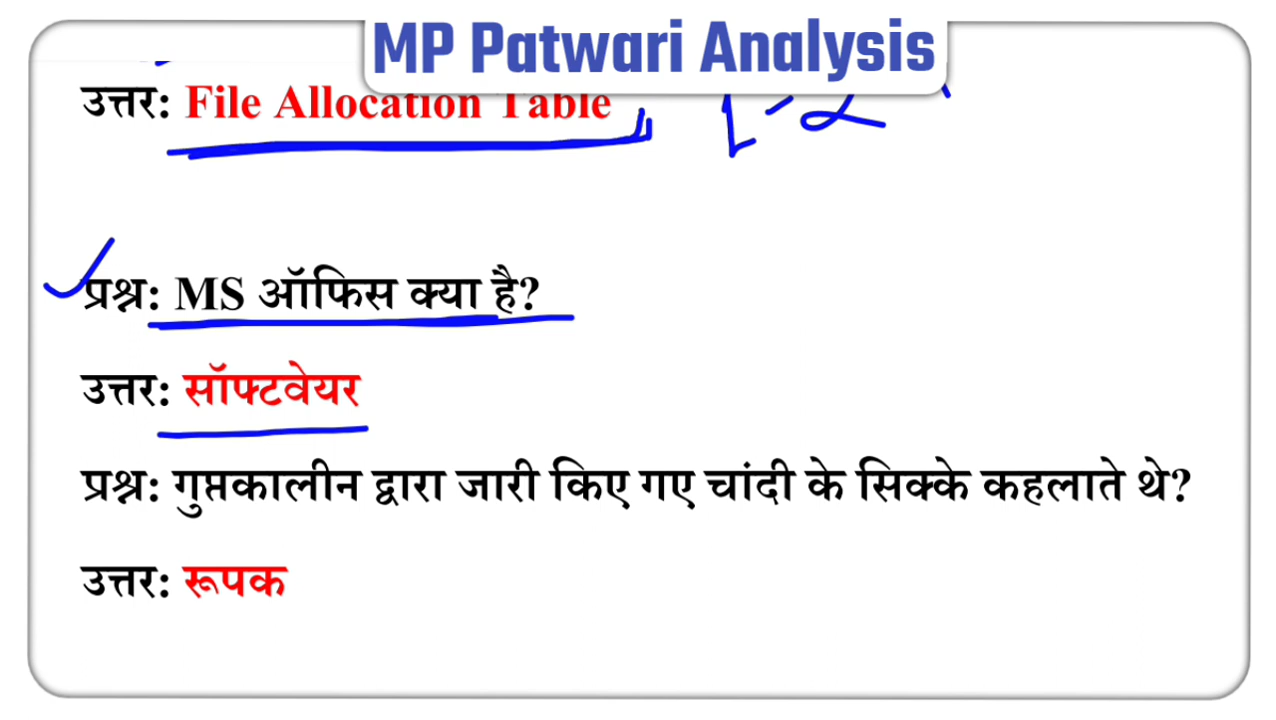 MP Patwari Analysis
उत्तर: File Allocation Table
प्रश्न: MS ऑफिस क्या है?
उत्तर: सॉफ्टवेयर
प्रश्न: गुप्तकालीन द्वारा जारी किए गए चांदी के सिक्के कहलाते थे?
उत्तर: रूपक